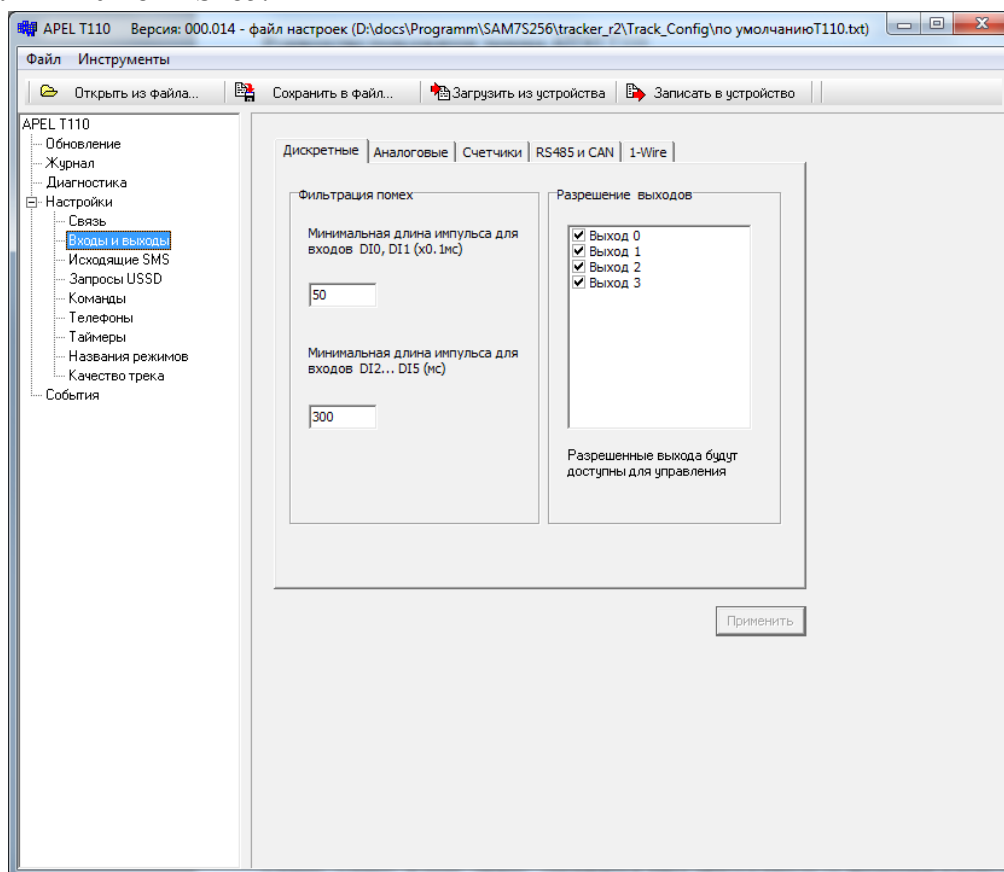 APEL T110 Версия: 000.014 - файл настроек (D:\docs\Programm\SAM7S256\tracker_r2\Track_Config\по умолчаниюT110.txt)
Файл Инструменты
Открыть из файла... Сохранить в файл... Загрузить из устройства Записать в устройство
APEL T110
Обновление
Журнал
Диагностика
Настройки
Связь
Входы и выходы
Исходящие SMS
Запросы USSD
Команды
Телефоны
Таймеры
Названия режимов
Качество трека
События
Дискретные Аналоговые Счетчики RS485 и CAN 1-Wire
Фильтрация помех
Минимальная длина импульса для
входов DI0, DI1 (x0.1мс)
50
Минимальная длина импульса для
входов DI2... DI5 (мс)
300
Разрешение выходов
Выход 0
Выход 1
Выход 2
Выход 3
Разрешенные выхода будут
доступны для управления
Применить